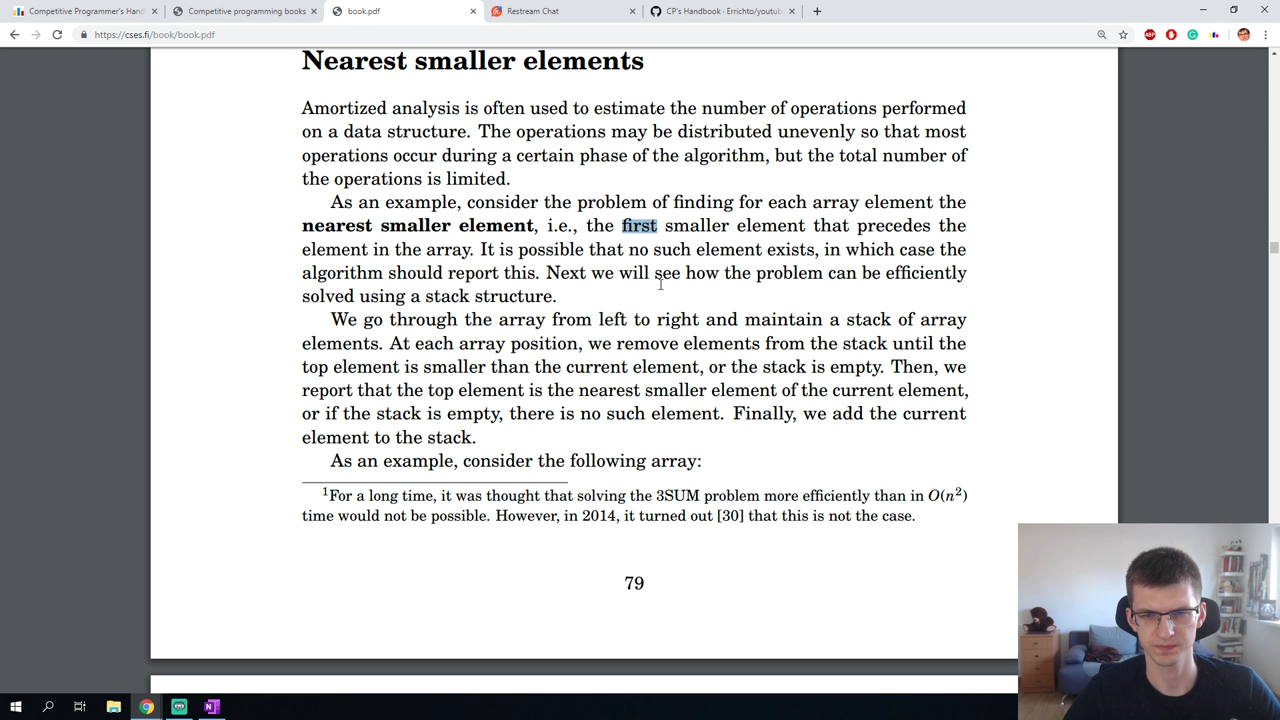 Competitive Programmer's Hand
Competitive programming books
book.pdf
Restream Chat
CP's Handbook · Errichto/youtub
https://cses.fi/book/book.pdf
Nearest smaller elements
Amortized analysis is often used to estimate the number of operations performed
on a data structure. The operations may be distributed unevenly so that most
operations occur during a certain phase of the algorithm, but the total number of
the operations is limited.
As an example, consider the problem of finding for each array element the
nearest smaller element, i.e., the first smaller element that precedes the
element in the array. It is possible that no such element exists, in which case the
algorithm should report this. Next we will see how the problem can be efficiently
solved using a stack structure.
We go through the array from left to right and maintain a stack of array
elements. At each array position, we remove elements from the stack until the
top element is smaller than the current element, or the stack is empty. Then, we
report that the top element is the nearest smaller element of the current element,
or if the stack is empty, there is no such element. Finally, we add the current
element to the stack.
As an example, consider the following array:
1For a long time, it was thought that solving the 3SUM problem more efficiently than in O(n2)
time would not be possible. However, in 2014, it turned out [30] that this is not the case.
79